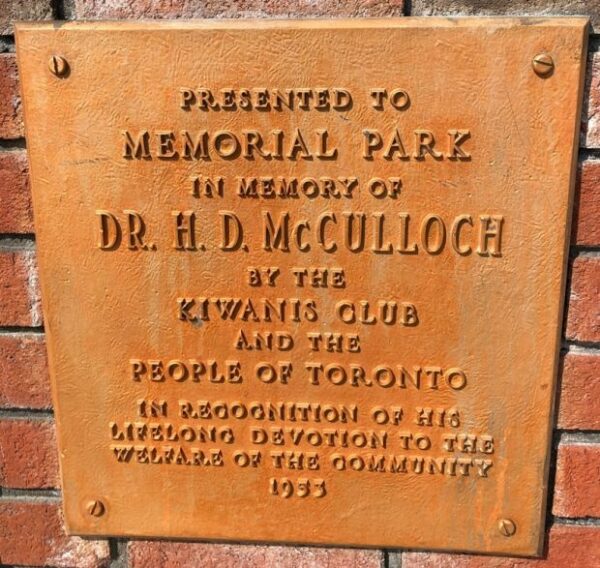 PRESENTED TO
MEMORIAL PARK
IN MEMORY OF
DR. H. D. McCULLOCH
BY THE
KIWANIS CLUB
AND THE
PEOPLE OF TORONTO
IN RECOGNITION OF HIS
LIFELONG DEVOTION TO THE
WELFARE OF THE COMMUNITY
1953